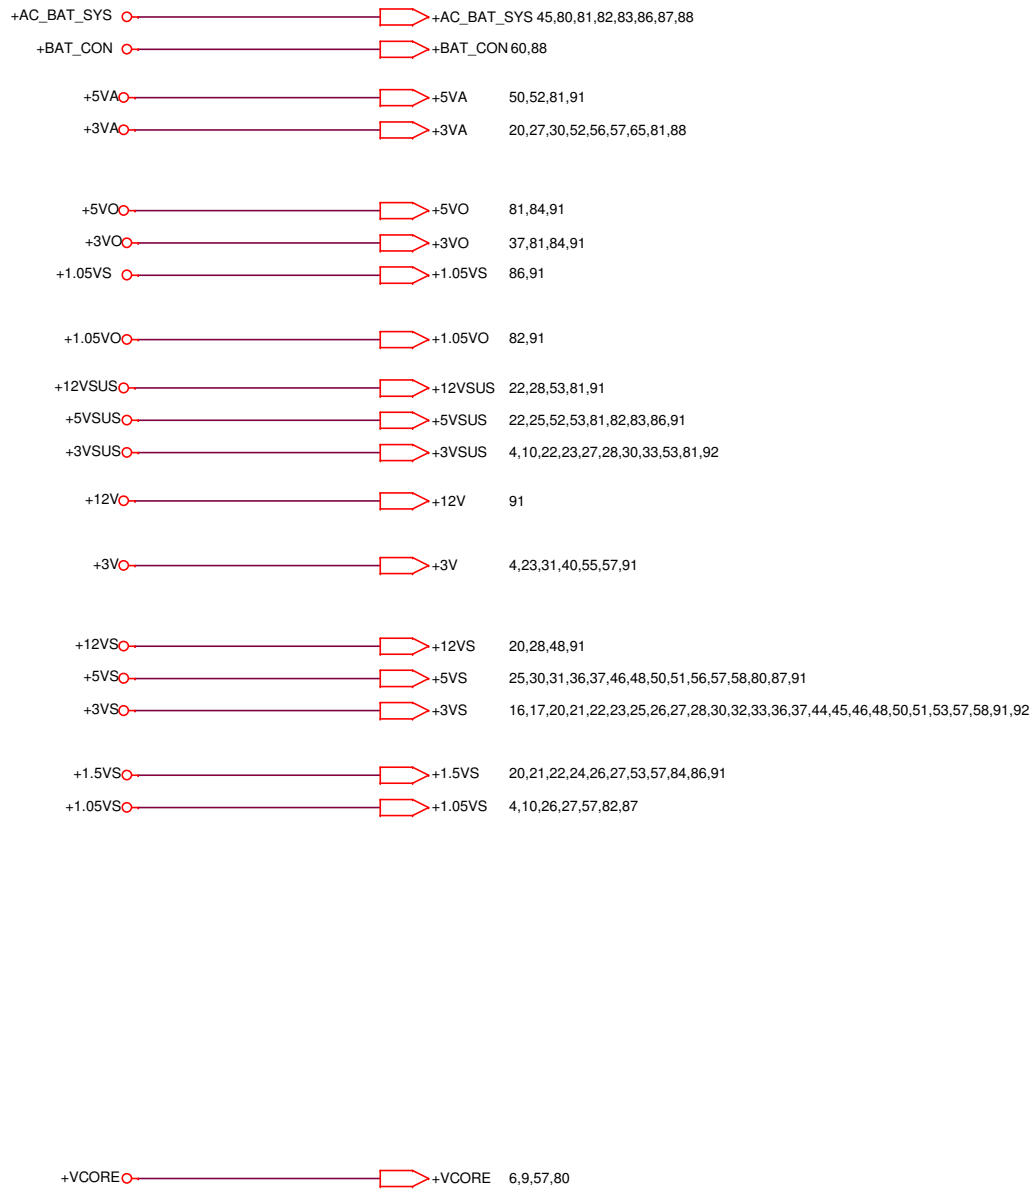 +AC_BAT_SYS +AC_BAT_SYS 45,80,81,82,83,86,87,88
+BAT_CON +BAT_CON 60,88
+5VA +5VA 50,52,81,91
+3VA +3VA 20,27,30,52,56,57,65,81,88
+5VO +5VO 81,84,91
+3VO +3VO 37,81,84,91
+1.05VS +1.05VS 86,91
+1.05VO +1.05VO 82,91
+12VSUS +12VSUS 22,28,53,81,91
+5VSUS +5VSUS 22,25,52,53,81,82,83,86,91
+3VSUS +3VSUS 4,10,22,23,27,28,30,33,53,81,92
+12V +12V 91
+3V +3V 4,23,31,40,55,57,91
+12VS +12VS 20,28,48,91
+5VS +5VS 25,30,31,36,37,46,48,50,51,56,57,58,80,87,91
+3VS +3VS 16,17,20,21,22,23,25,26,27,28,30,32,33,36,37,44,45,46,48,50,51,53,57,58,91,92
+1.5VS +1.5VS 20,21,22,24,26,27,53,57,84,86,91
+1.05VS +1.05VS 4,10,26,27,57,82,87
+VCORE +VCORE 6,9,57,80